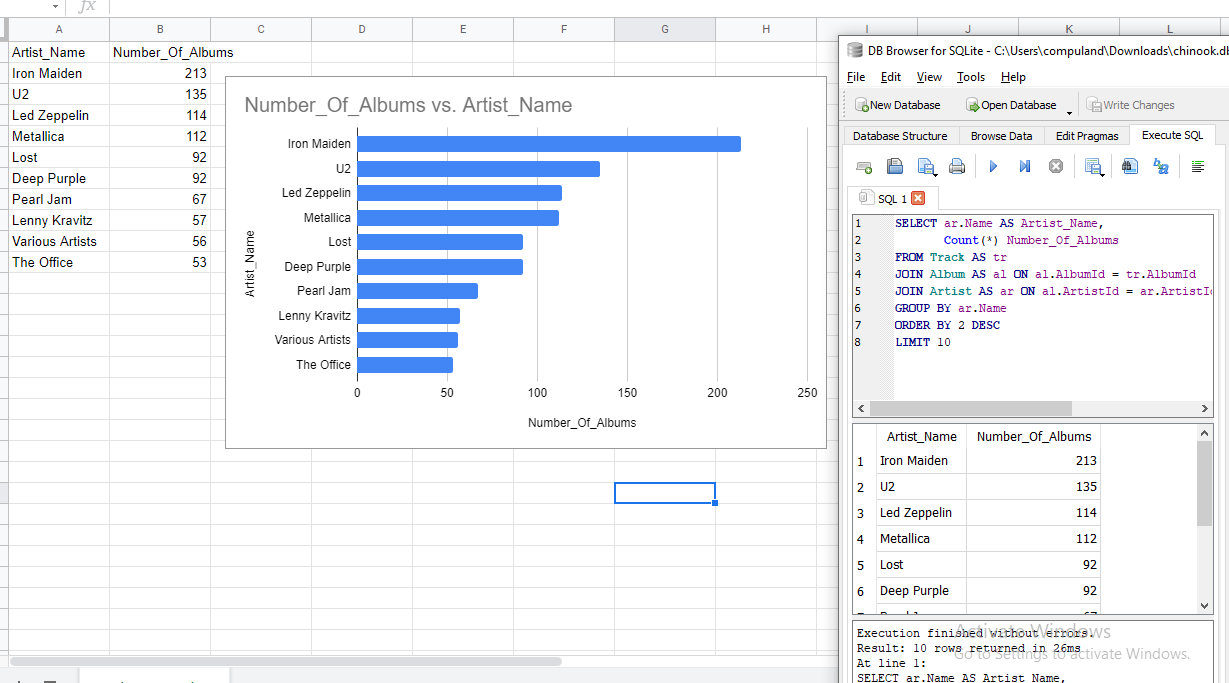 fx
A B C D E F G H I J K L
Artist_Name Number_Of_Albums
Iron Maiden 213
U2 135
Led Zeppelin 114
Metallica 112
Lost 92
Deep Purple 92
Pearl Jam 67
Lenny Kravitz 57
Various Artists 56
The Office 53
Number_Of_Albums vs. Artist_Name
Artist_Name
Iron Maiden
U2
Led Zeppelin
Metallica
Lost
Deep Purple
Pearl Jam
Lenny Kravitz
Various Artists
The Office
0 50 100 150 200 250
Number_Of_Albums
DB Browser for SQLite - C:\Users\compuland\Downloads\chinook.db
File Edit View Tools Help
New Database Open Database Write Changes
Database Structure Browse Data Edit Pragmas Execute SQL
SQL 1
1 SELECT ar.Name AS Artist_Name,
2 Count(*) Number_Of_Albums
3 FROM Track AS tr
4 JOIN Album AS al ON al.AlbumId = tr.AlbumId
5 JOIN Artist AS ar ON al.ArtistId = ar.ArtistId
6 GROUP BY ar.Name
7 ORDER BY 2 DESC
8 LIMIT 10
Artist_Name Number_Of_Albums
1 Iron Maiden 213
2 U2 135
3 Led Zeppelin 114
4 Metallica 112
5 Lost 92
6 Deep Purple 92
Execution finished without errors.
Result: 10 rows returned in 26ms
At line 1:
SELECT ar.Name AS Artist_Name,
Activate Windows
Go to Settings to activate Windows.